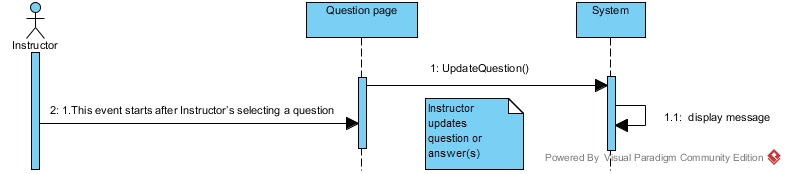 Question page
System
Instructor
1: UpdateQuestion()
2: 1.This event starts after Instructor's selecting a question
Instructor
updates
question or
answer(s)
1.1:  display message
Powered By Visual Paradigm Community Edition